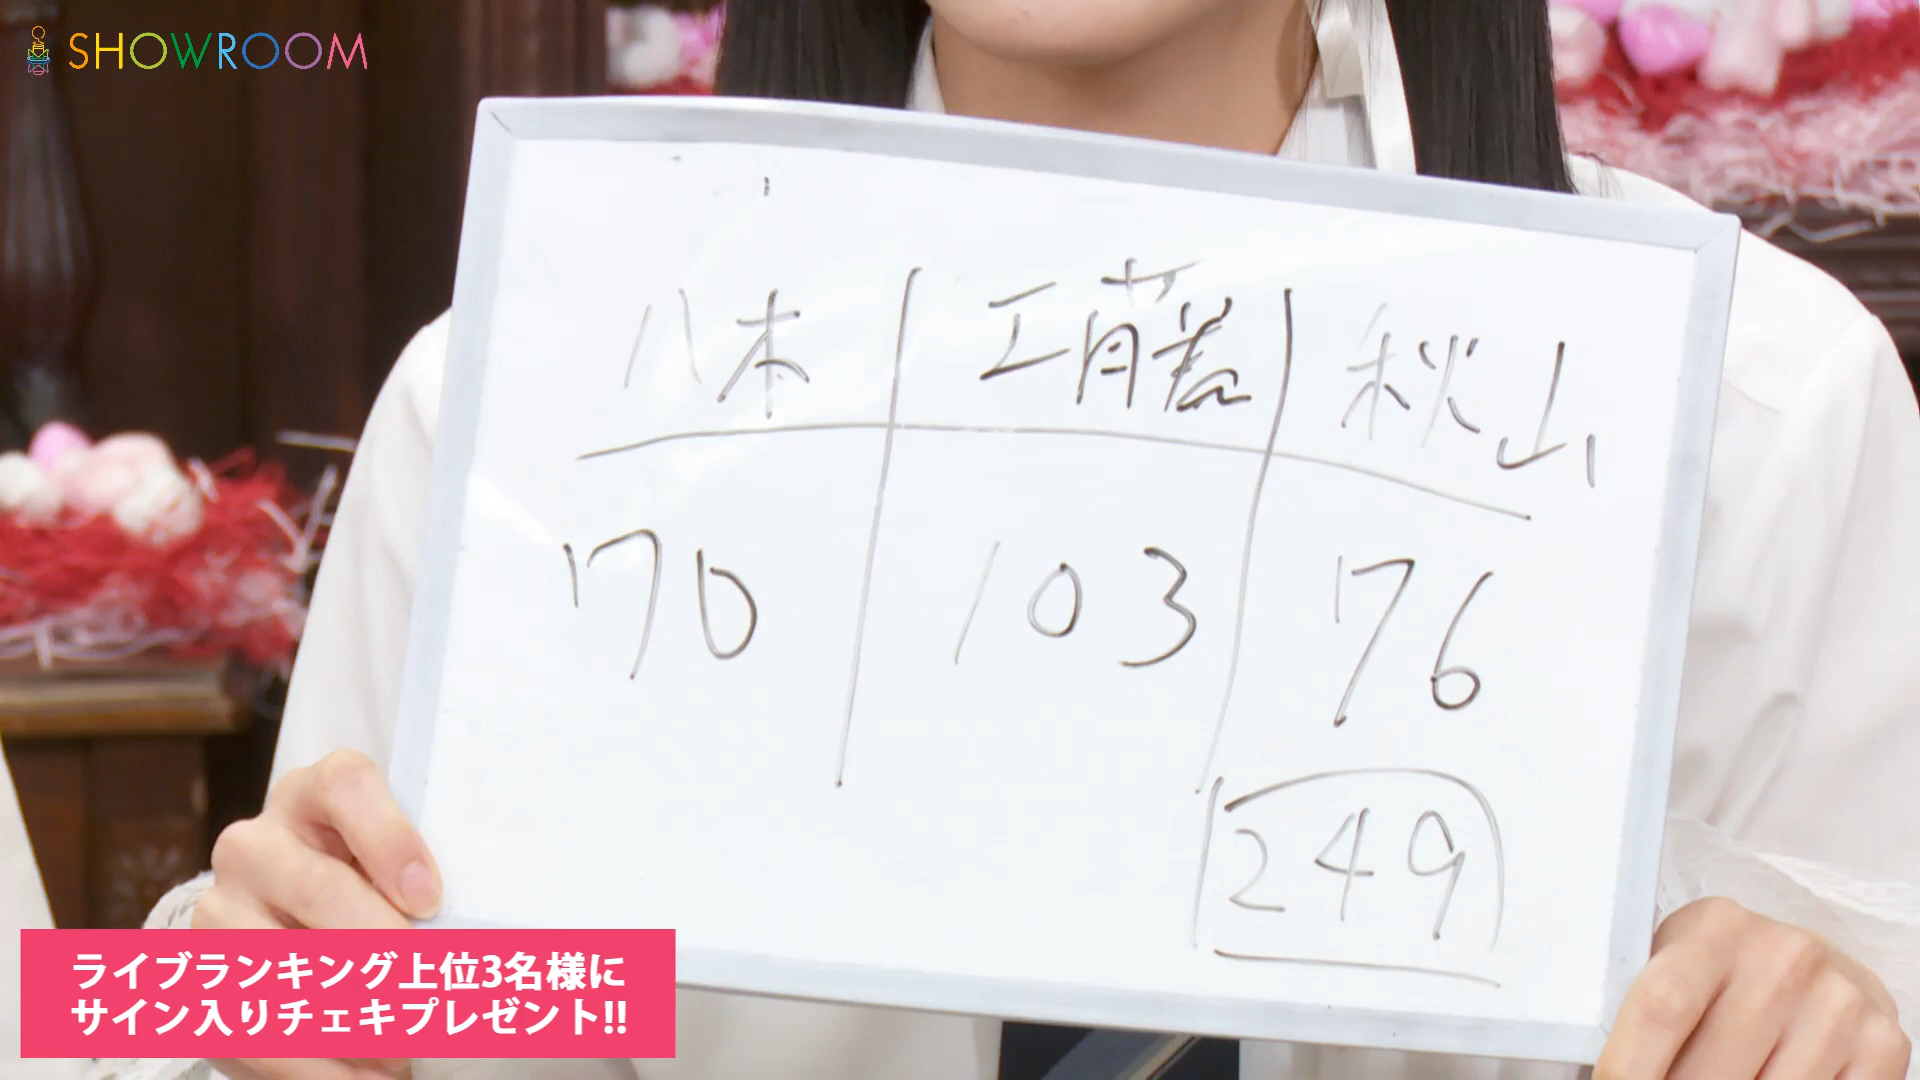 SHOWROOM
八木 工藤 秋山
70 103 76
249
ライブランキング上位3名様に
サイン入りチェキプレゼント!!